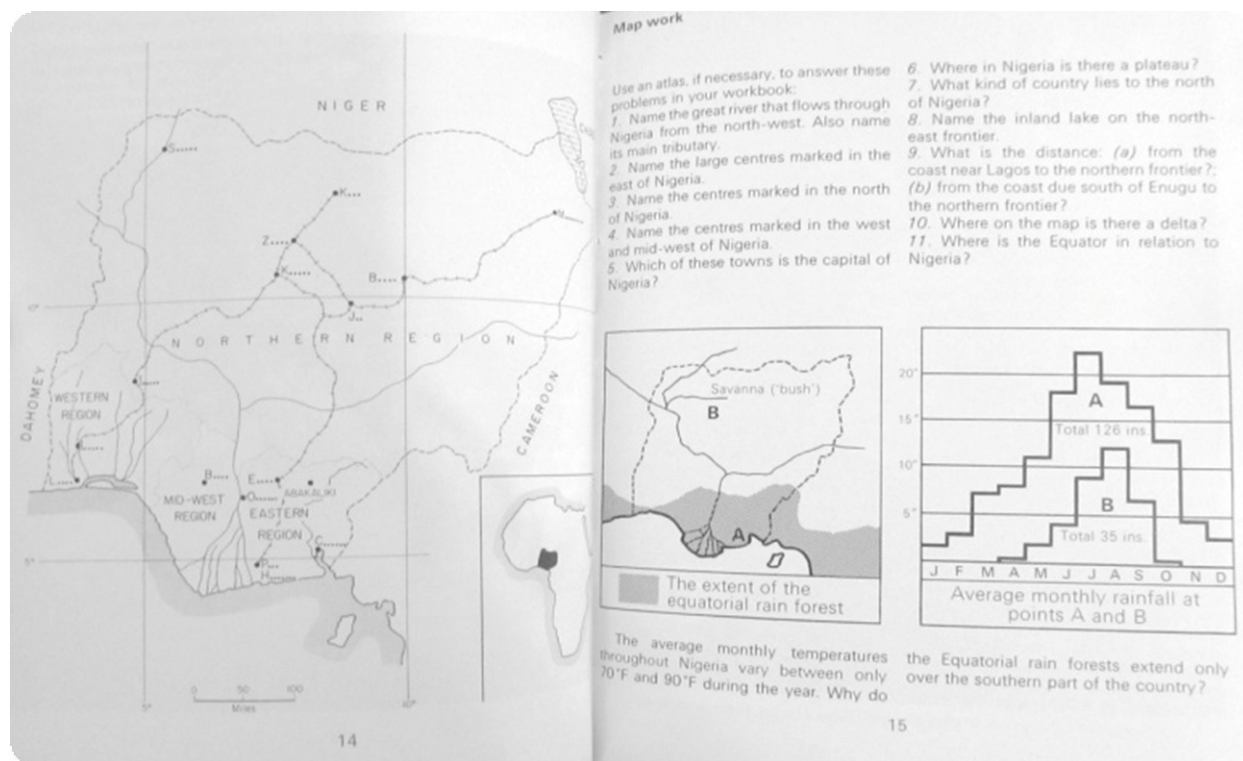 NIGER
S.....
K...
N
Z.....
K.....
B....
J..
NORTHERN REGION
DAHOMEY
I....
WESTERN
REGION
CAMEROON
I.....
L....
B....
E.....
MID-WEST
REGION
O......
ABAKALIKI
EASTERN
REGION
C......
5°
P...
H
0 50 100
Miles
5°
10°
14
Map work
Use an atlas, if necessary, to answer these
problems in your workbook:
1. Name the great river that flows through
Nigeria from the north-west. Also name
its main tributary.
2. Name the large centres marked in the
east of Nigeria.
3. Name the centres marked in the north
of Nigeria.
4. Name the centres marked in the west
and mid-west of Nigeria.
5. Which of these towns is the capital of
Nigeria?
6. Where in Nigeria is there a plateau?
7. What kind of country lies to the north
of Nigeria?
8. Name the inland lake on the north-
east frontier.
9. What is the distance: (a) from the
coast near Lagos to the northern frontier?;
(b) from the coast due south of Enugu to
the northern frontier?
10. Where on the map is there a delta?
11. Where is the Equator in relation to
Nigeria?
Savanna ('bush')
B
A
The extent of the
equatorial rain forest
20"
15"
10"
5"
A
Total 126 ins.
B
Total 35 ins.
J F M A M J J A S O N D
Average monthly rainfall at
points A and B
The average monthly temperatures
throughout Nigeria vary between only
70°F and 90°F during the year. Why do
the Equatorial rain forests extend only
over the southern part of the country?
15